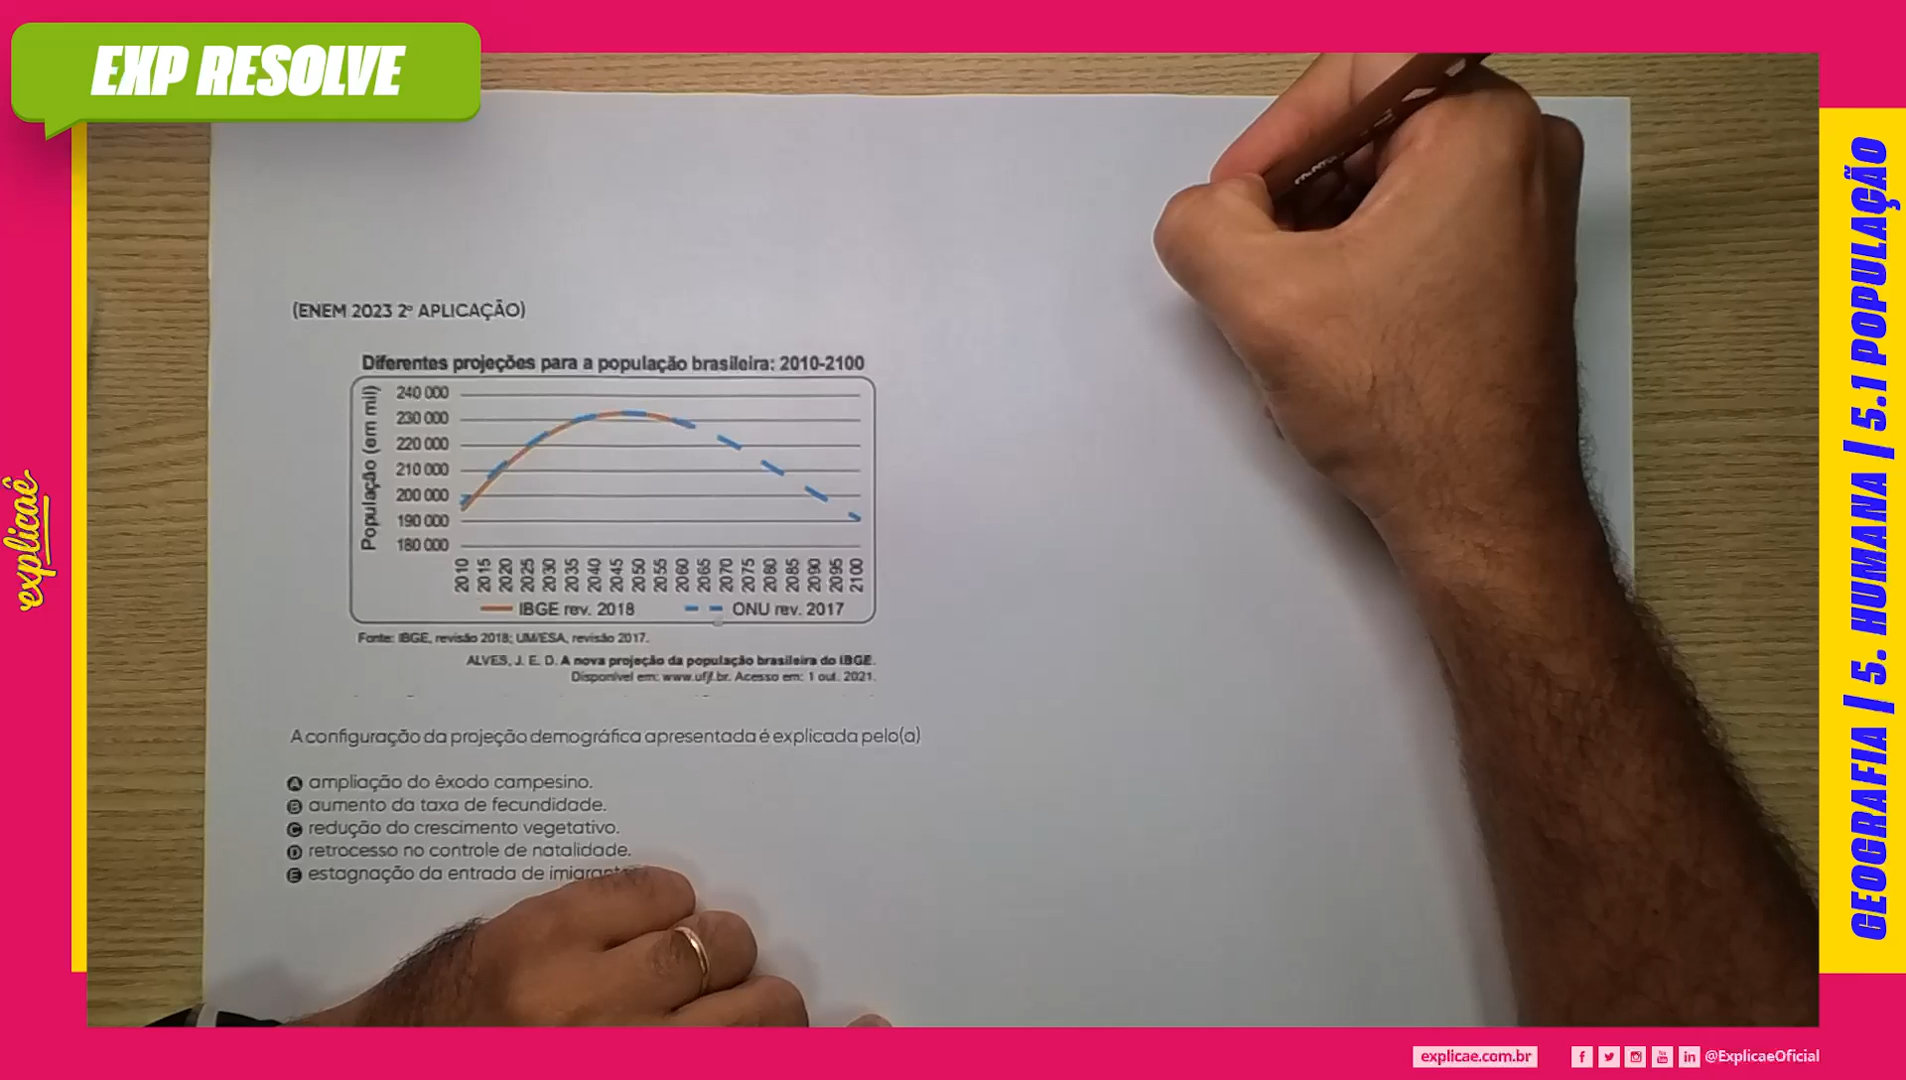 EXP RESOLVE
(ENEM 2023 2ª APLICAÇÃO)
Diferentes projeções para a população brasileira: 2010-2100
População (em mil)
240 000
230 000
220 000
210 000
200 000
190 000
180 000
2010 2015 2020 2025 2030 2035 2040 2045 2050 2055 2060 2065 2070 2075 2080 2085 2090 2095 2100
IBGE rev. 2018 ONU rev. 2017
Fonte: IBGE, revisão 2018; UN/ESA, revisão 2017.
ALVES, J. E. D. A nova projeção da população brasileira do IBGE.
Disponível em: www.ufjf.br. Acesso em: 1 out. 2021.
A configuração da projeção demográfica apresentada é explicada pelo(a)
A ampliação do êxodo campesino.
B aumento da taxa de fecundidade.
C redução do crescimento vegetativo.
D retrocesso no controle de natalidade.
E estagnação da entrada de
explicaê
GEOGRAFIA | 5. HUMANA | 5.1 POPULAÇÃO
explicae.com.br
@ExplicaeOficial